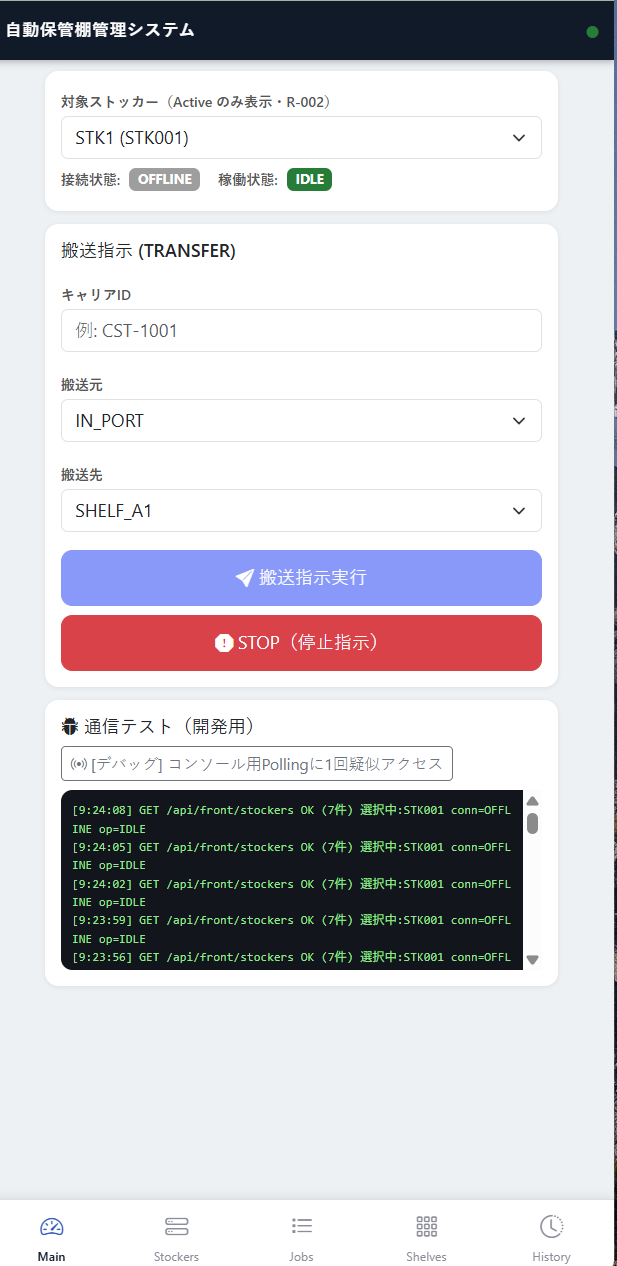 自動保管棚管理システム
対象ストッカー（Active のみ表示・R-002）
STK1 (STK001)
接続状態: OFFLINE 稼働状態: IDLE
搬送指示 (TRANSFER)
キャリアID
例: CST-1001
搬送元
IN_PORT
搬送先
SHELF_A1
搬送指示実行
STOP（停止指示）
通信テスト（開発用）
[デバッグ] コンソール用Pollingに1回疑似アクセス
[9:24:08] GET /api/front/stockers OK (7件) 選択中:STK001 conn=OFFL
INE op=IDLE
[9:24:05] GET /api/front/stockers OK (7件) 選択中:STK001 conn=OFFL
INE op=IDLE
[9:24:02] GET /api/front/stockers OK (7件) 選択中:STK001 conn=OFFL
INE op=IDLE
[9:23:59] GET /api/front/stockers OK (7件) 選択中:STK001 conn=OFFL
INE op=IDLE
[9:23:56] GET /api/front/stockers OK (7件) 選択中:STK001 conn=OFFL
Main Stockers Jobs Shelves History